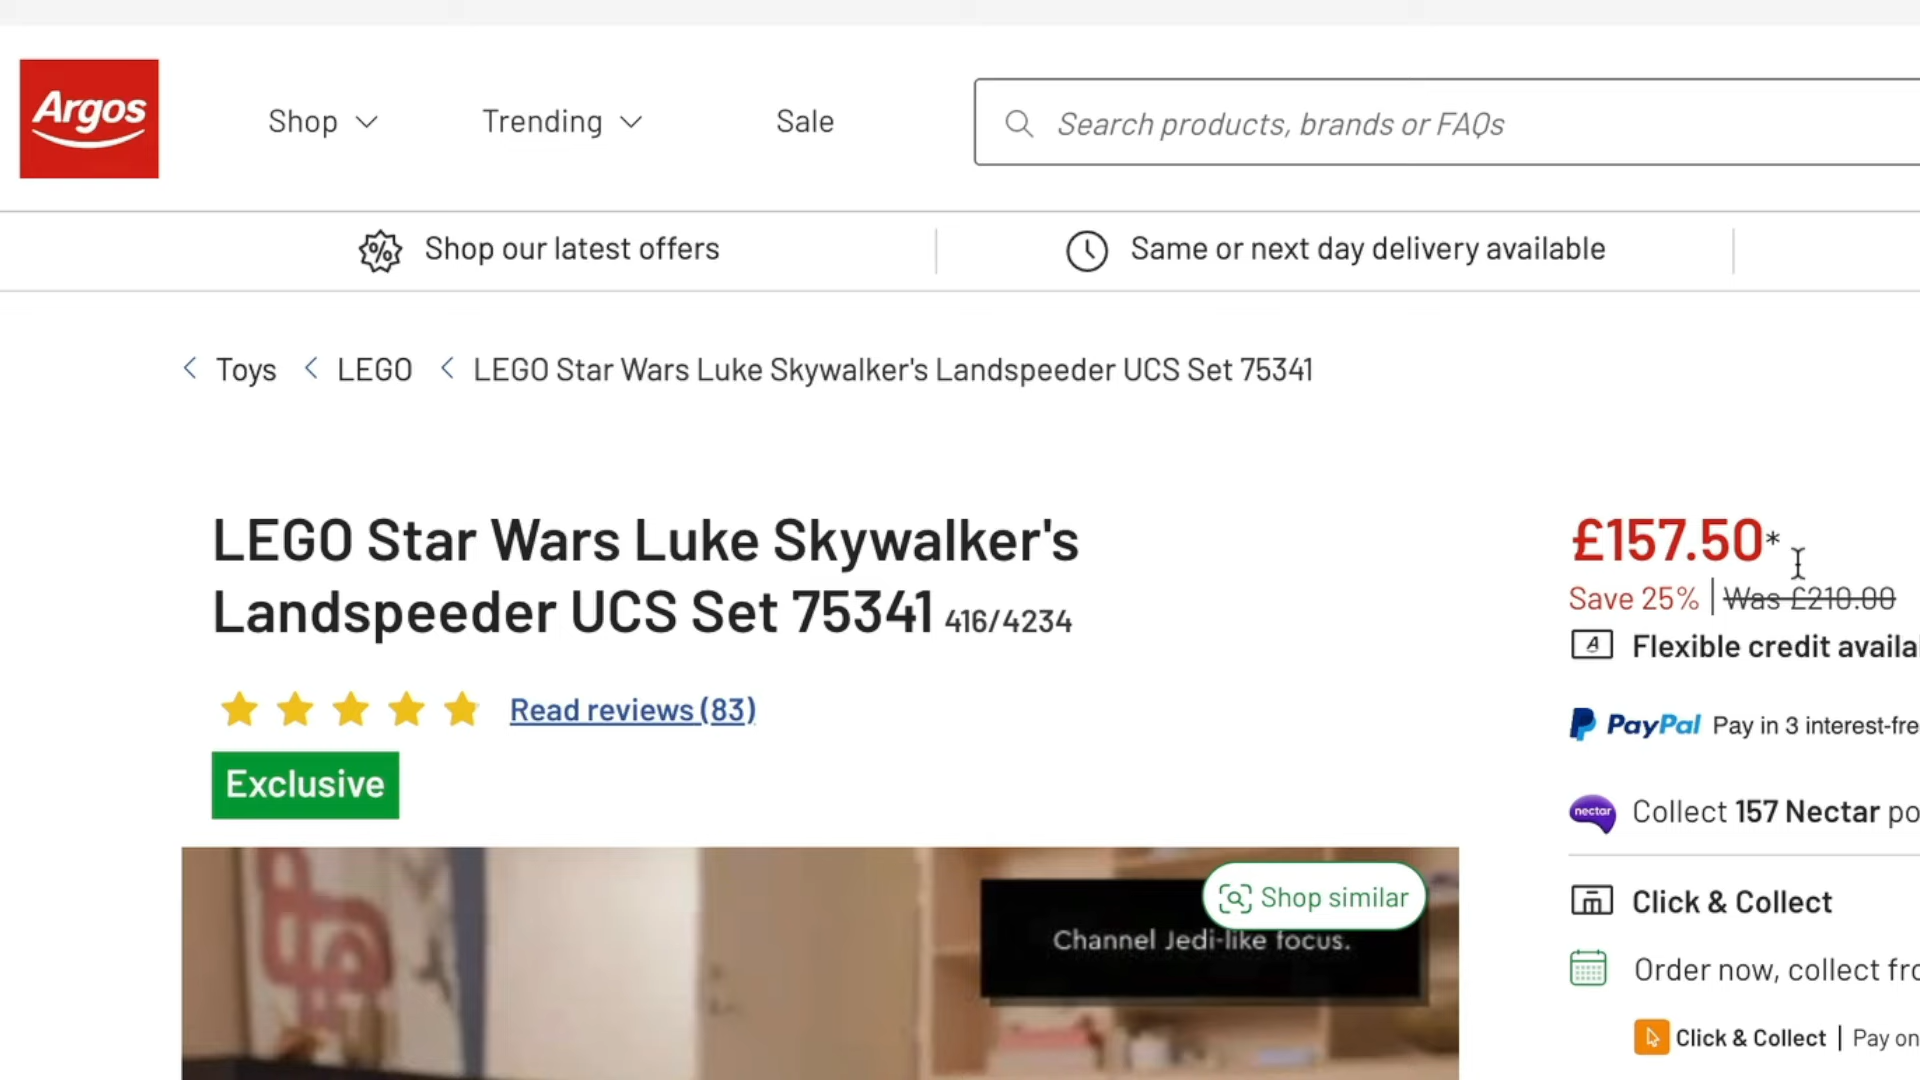 Argos
Shop
Trending
Sale
Search products, brands or FAQs
Shop our latest offers
Same or next day delivery available
Toys
LEGO
LEGO Star Wars Luke Skywalker's Landspeeder UCS Set 75341
LEGO Star Wars Luke Skywalker's
Landspeeder UCS Set 75341 416/4234
Read reviews (83)
Exclusive
Shop similar
Channel Jedi-like focus.
£157.50*
Save 25% | Was £210.00
Flexible credit availa
PayPal Pay in 3 interest-fre
nectar Collect 157 Nectar po
Click & Collect
Order now, collect fro
Click & Collect | Pay on